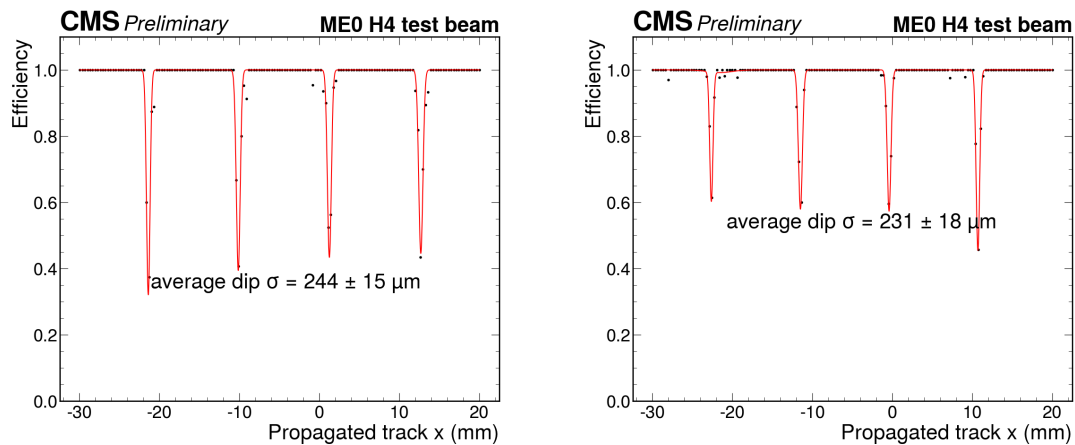 CMS Preliminary ME0 H4 test beam
Efficiency
1.0
0.8
0.6
0.4
0.2
0.0
average dip σ = 244 ± 15 μm
-30 -20 -10 0 10 20
Propagated track x (mm)
CMS Preliminary ME0 H4 test beam
Efficiency
1.0
0.8
0.6
0.4
0.2
0.0
average dip σ = 231 ± 18 μm
-30 -20 -10 0 10 20
Propagated track x (mm)